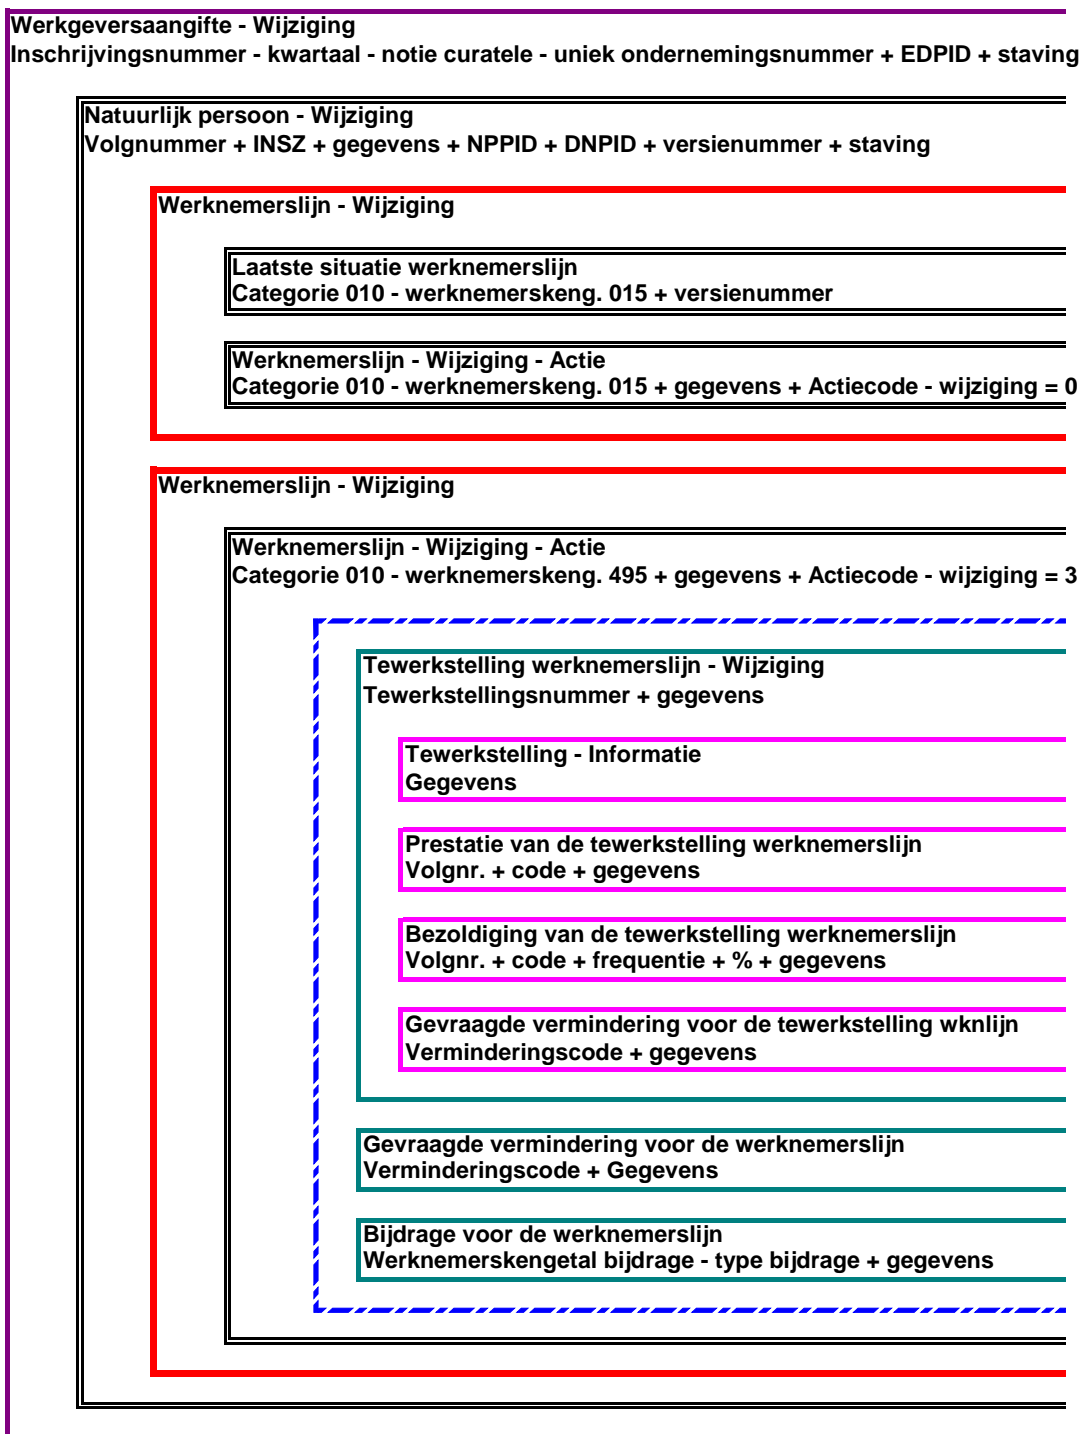 Werkgeversaangifte - Wijziging
Inschrijvingsnummer - kwartaal - notie curatele - uniek ondernemingsnummer + EDPID + staving
Natuurlijk persoon - Wijziging
Volgnummer + INSZ + gegevens + NPPID + DNPID + versienummer + staving
Werknemerslijn - Wijziging
Laatste situatie werknemerslijn
Categorie 010 - werknemerskeng. 015 + versienummer
Werknemerslijn - Wijziging - Actie
Categorie 010 - werknemerskeng. 015 + gegevens + Actiecode - wijziging = 0
Werknemerslijn - Wijziging
Werknemerslijn - Wijziging - Actie
Categorie 010 - werknemerskeng. 495 + gegevens + Actiecode - wijziging = 3
Tewerkstelling werknemerslijn - Wijziging
Tewerkstellingsnummer + gegevens
Tewerkstelling - Informatie
Gegevens
Prestatie van de tewerkstelling werknemerslijn
Volgnr. + code + gegevens
Bezoldiging van de tewerkstelling werknemerslijn
Volgnr. + code + frequentie + % + gegevens
Gevraagde vermindering voor de tewerkstelling wknlijn
Verminderingscode + gegevens
Gevraagde vermindering voor de werknemerslijn
Verminderingscode + Gegevens
Bijdrage voor de werknemerslijn
Werknemerskengetal bijdrage - type bijdrage + gegevens